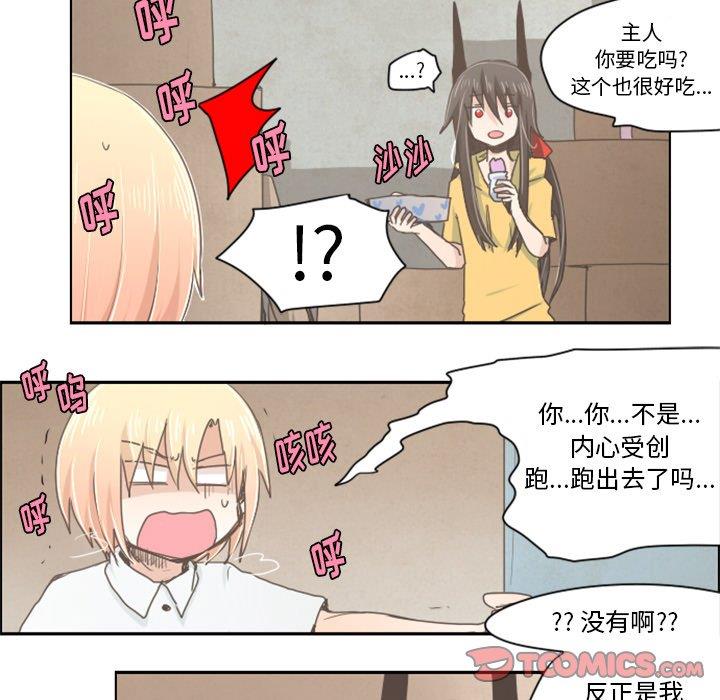 呼
主人
你要吃吗?
这个也很好吃...
...?
呼
呼
沙沙
呼
!?
呼 呜
你...你...不是...
内心受创
跑...跑出去了吗...
咳咳
呼
呼
?? 没有啊??
反正是我
TOOMICS.COM